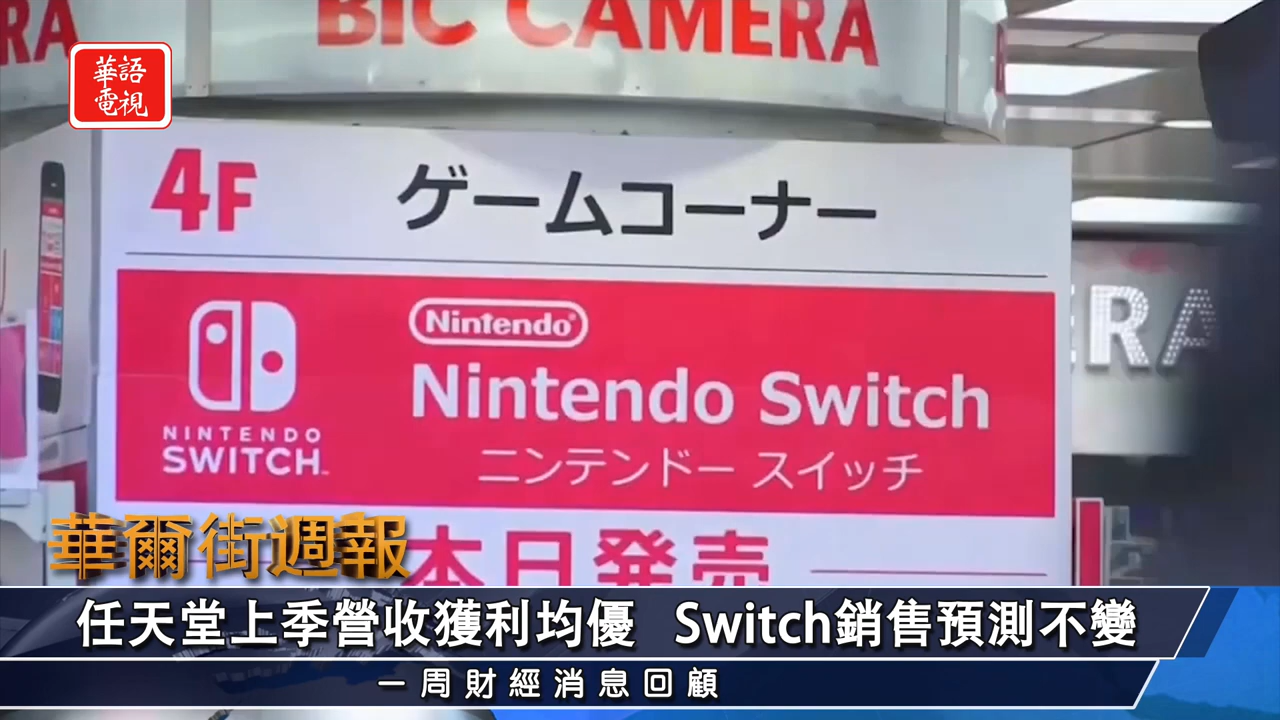 RA
BIC CAMERA
華語
電視
4F
ゲームコーナー
Nintendo
Nintendo Switch
ニンテンドー スイッチ
NINTENDO
SWITCH
ERA
本日発売
華爾街週報
任天堂上季營收獲利均優 Switch銷售預測不變
一周財經消息回顧